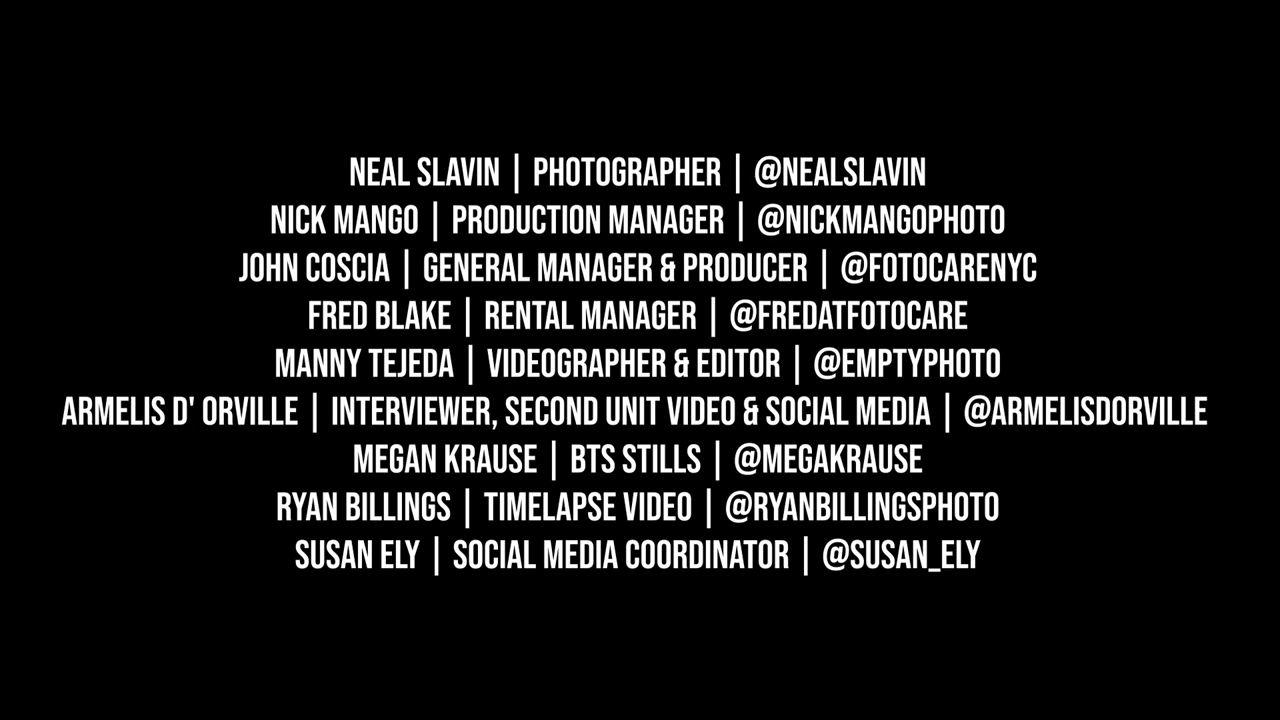 NEAL SLAVIN | PHOTOGRAPHER | @NEALSLAVIN
NICK MANGO | PRODUCTION MANAGER | @NICKMANGOPHOTO
JOHN COSCIA | GENERAL MANAGER & PRODUCER | @FOTOCARENYC
FRED BLAKE | RENTAL MANAGER | @FREDATFOTOCARE
MANNY TEJEDA | VIDEOGRAPHER & EDITOR | @EMPTYPHOTO
ARMELIS D' ORVILLE | INTERVIEWER, SECOND UNIT VIDEO & SOCIAL MEDIA | @ARMELISDORVILLE
MEGAN KRAUSE | BTS STILLS | @MEGAKRAUSE
RYAN BILLINGS | TIMELAPSE VIDEO | @RYANBILLINGSPHOTO
SUSAN ELY | SOCIAL MEDIA COORDINATOR | @SUSAN_ELY